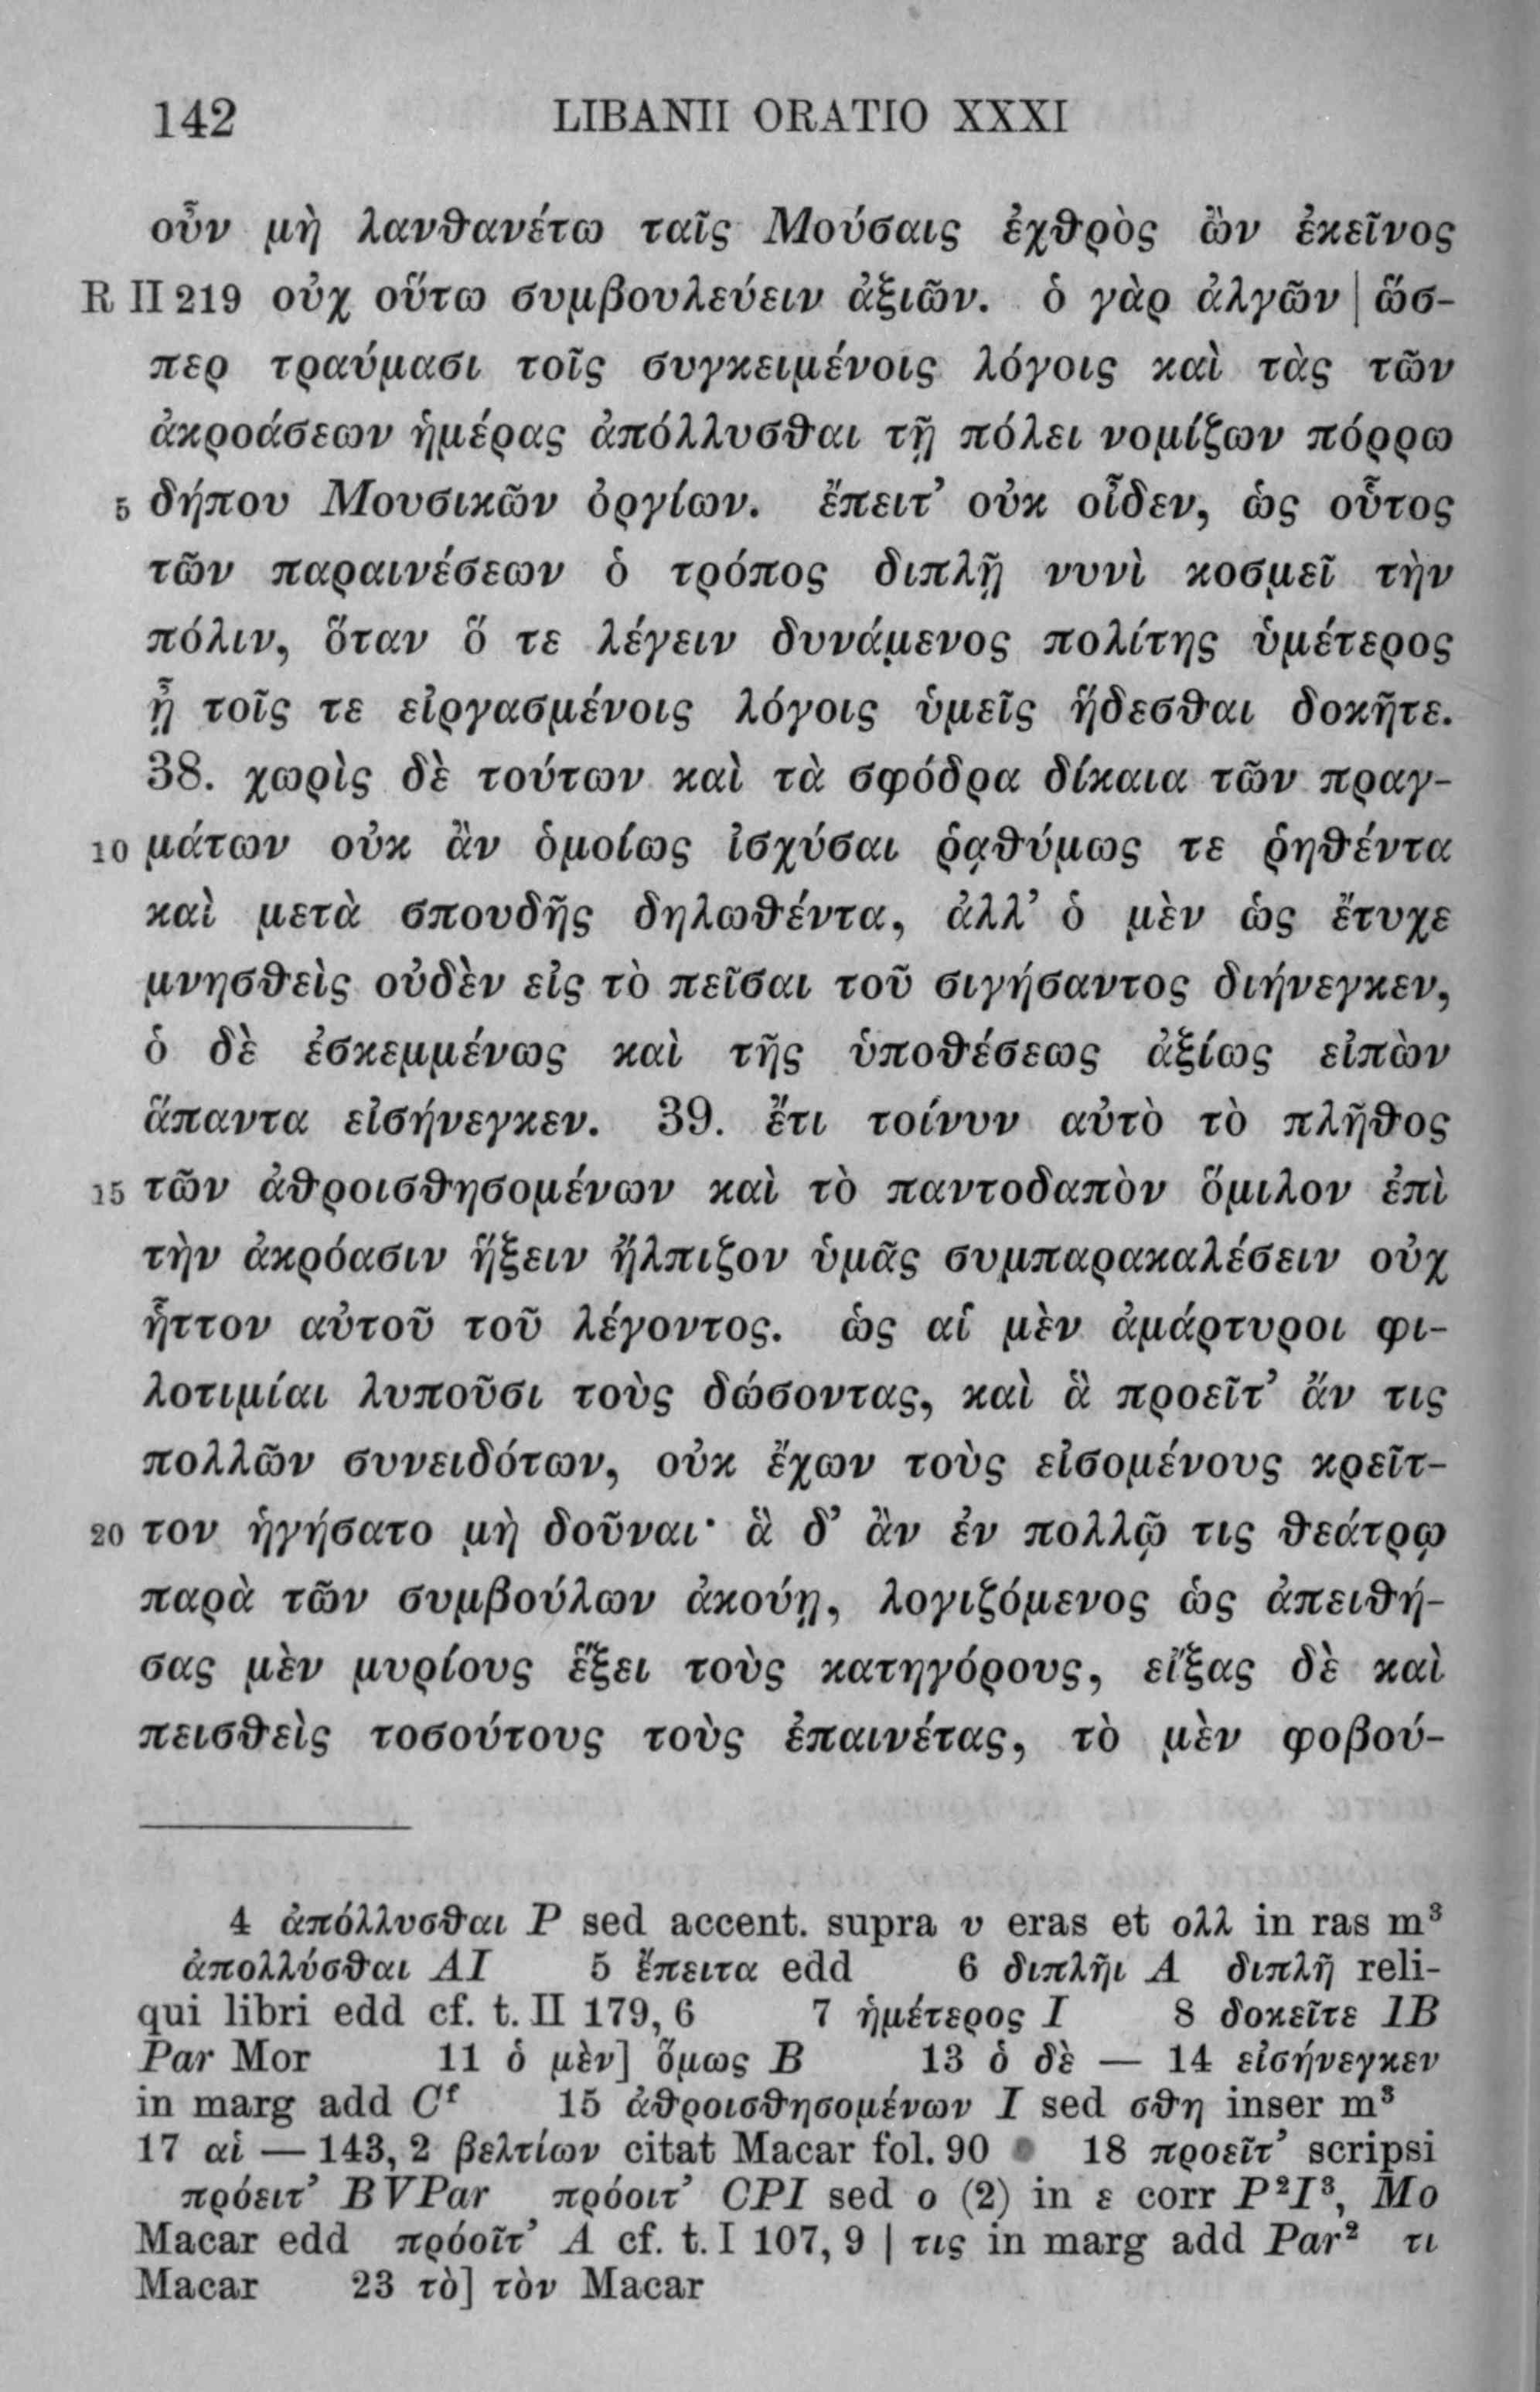 142 LIBANII ORATIO XXXI
οὖν μὴ λανθανέτω ταῖς Μούσαις ἐχθρὸς ὢν ἐκεῖνος
R II 219 οὐχ οὕτω συμβουλεύειν ἀξιῶν. ὁ γὰρ ἀλγῶν | ὥσ-
περ τραύμασι τοῖς συγκειμένοις λόγοις καὶ τὰς τῶν
ἀκροάσεων ἡμέρας ἀπόλλυσθαι τῇ πόλει νομίζων πόρρω
5 δήπου Μουσικῶν ὀργίων. ἔπειτ’ οὐκ οἶδεν, ὡς οὗτος
τῶν παραινέσεων ὁ τρόπος διπλῇ νυνὶ κοσμεῖ τὴν
πόλιν, ὅταν ὅ τε λέγειν δυνάμενος πολίτης ὑμέτερος
ᾖ τοῖς τε εἰργασμένοις λόγοις ὑμεῖς ἥδεσθαι δοκῆτε.
38. χωρὶς δὲ τούτων καὶ τὰ σφόδρα δίκαια τῶν πραγ-
10 μάτων οὐκ ἂν ὁμοίως ἰσχύσαι ῥᾳθύμως τε ῥηθέντα
καὶ μετὰ σπουδῆς δηλωθέντα, ἀλλ’ ὁ μὲν ὡς ἔτυχε
μνησθεὶς οὐδὲν εἰς τὸ πεῖσαι τοῦ σιγήσαντος διήνεγκεν,
ὁ δὲ ἐσκεμμένως καὶ τῆς ὑποθέσεως ἀξίως εἰπὼν
ἅπαντα εἰσήνεγκεν. 39. ἔτι τοίνυν αὐτὸ τὸ πλῆθος
15 τῶν ἀθροισθησομένων καὶ τὸ παντοδαπὸν ὅμιλον ἐπὶ
τὴν ἀκρόασιν ἥξειν ἤλπιζον ὑμᾶς συμπαρακαλέσειν οὐχ
ἧττον αὐτοῦ τοῦ λέγοντος. ὡς αἱ μὲν ἀμάρτυροι φι-
λοτιμίαι λυποῦσι τοὺς δώσοντας, καὶ ἃ προεῖτ’ ἄν τις
πολλῶν συνειδότων, οὐκ ἔχων τοὺς εἰσομένους κρεῖτ-
20 τον ἡγήσατο μὴ δοῦναι· ἃ δ’ ἂν ἐν πολλῷ τις θεάτρῳ
παρὰ τῶν συμβούλων ἀκούῃ, λογιζόμενος ὡς ἀπειθή-
σας μὲν μυρίους ἕξει τοὺς κατηγόρους, εἴξας δὲ καὶ
πεισθεὶς τοσούτους τοὺς ἐπαινέτας, τὸ μὲν φοβού-
4 ἀπόλλυσθαι P sed accent. supra υ eras et ολλ in ras m³
ἀπολλύσθαι AI 5 ἔπειτα edd 6 διπλῆι A διπλῆ reli-
qui libri edd cf. t. II 179, 6 7 ἡμέτερος I 8 δοκεῖτε IB
Par Mor 11 ὁ μὲν] ὅμως B 13 ὁ δὲ — 14 εἰσήνεγκεν
in marg add Cᶠ 15 ἀθροισθησομένων I sed σθη inser m³
17 αἱ — 143, 2 βελτίων citat Macar fol. 90 18 προεῖτ’ scripsi
πρόειτ’ BVPar πρόοιτ’ CPI sed ο (2) in ε corr P²I³, Mo
Macar edd πρόοῖτ’ A cf. t. I 107, 9 | τις in marg add Par² τι
Macar 23 τὸ] τὸν Macar